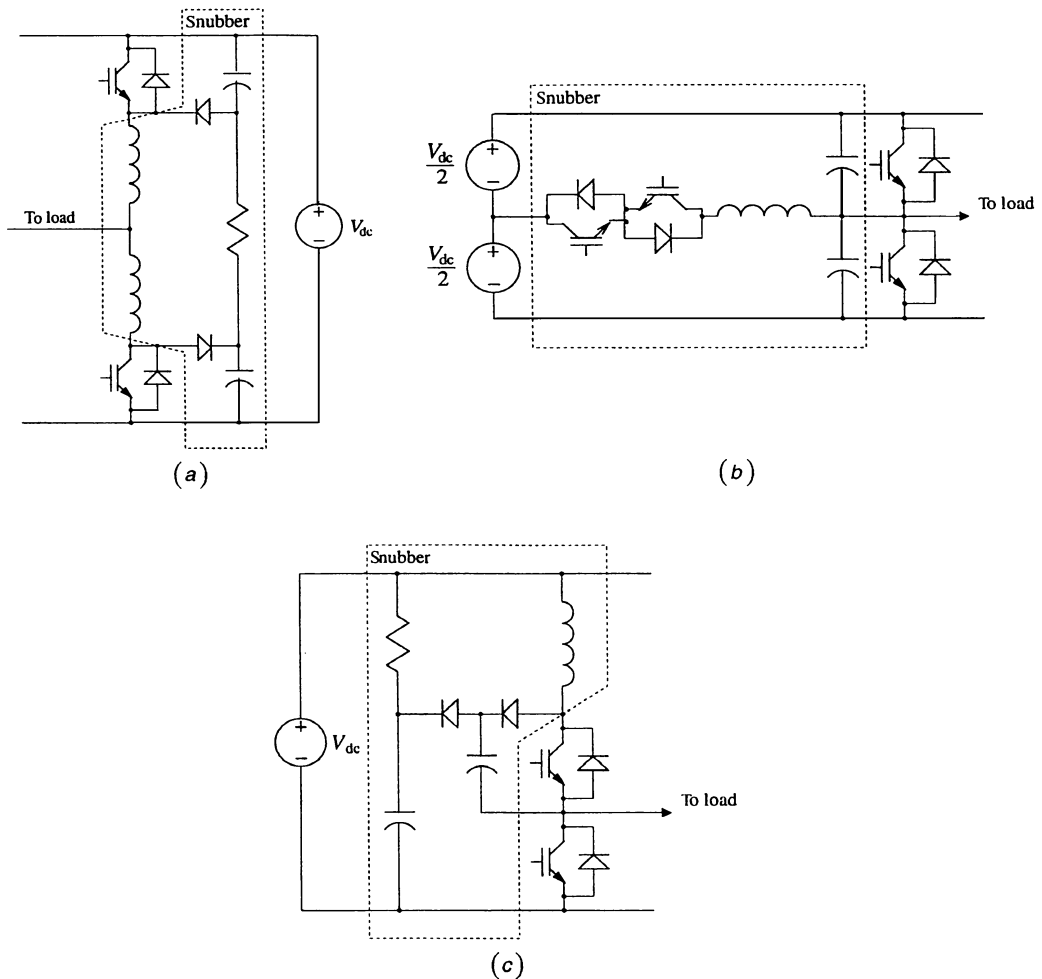 Snubber
To load
+
−
V_dc
(a)
Snubber
V_dc/2
+
−
V_dc/2
+
−
To load
(b)
Snubber
+
−
V_dc
To load
(c)